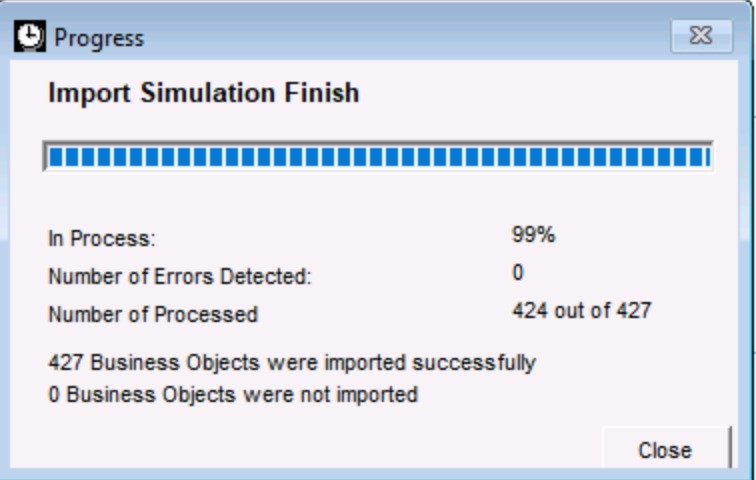 Progress
Import Simulation Finish
In Process: 99%
Number of Errors Detected: 0
Number of Processed 424 out of 427
427 Business Objects were imported successfully
0 Business Objects were not imported
Close